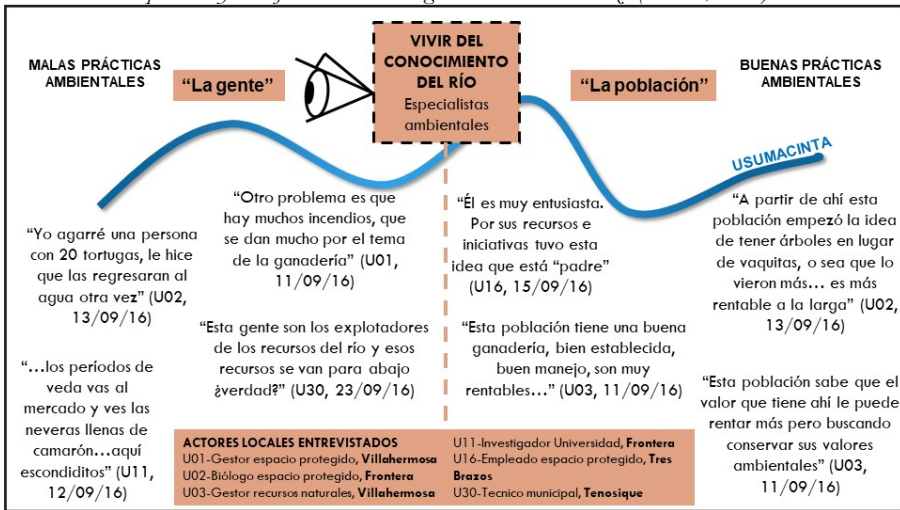 MALAS PRÁCTICAS
AMBIENTALES
“La gente”
VIVIR DEL
CONOCIMIENTO
DEL RÍO
Especialistas
ambientales
“La población”
BUENAS PRÁCTICAS
AMBIENTALES
USUMACINTA
“Yo agarré una persona
con 20 tortugas, le hice
que las regresaran al
agua otra vez” (U02,
13/09/16)
“...los períodos de
veda vas al
mercado y ves las
neveras llenas de
camarón...aquí
escondiditos” (U11,
12/09/16)
“Otro problema es que
hay muchos incendios, que
se dan mucho por el tema
de la ganadería” (U01,
11/09/16)
“Esta gente son los explotadores
de los recursos del río y esos
recursos se van para abajo
¿verdad?” (U30, 23/09/16)
“Él es muy entusiasta.
Por sus recursos e
iniciativas tuvo esta
idea que está “padre”
(U16, 15/09/16)
“Esta población tiene una buena
ganadería, bien establecida,
buen manejo, son muy
rentables...” (U03, 11/09/16)
“A partir de ahí esta
población empezó la idea
de tener árboles en lugar
de vaquitas, o sea que lo
vieron más... es más
rentable a la larga” (U02,
13/09/16)
“Esta población sabe que el
valor que tiene ahí le puede
rentar más pero buscando
conservar sus valores
ambientales” (U03,
11/09/16)
ACTORES LOCALES ENTREVISTADOS
U01-Gestor espacio protegido, Villahermosa
U02-Biólogo espacio protegido, Frontera
U03-Gestor recursos naturales, Villahermosa
U11-Investigador Universidad, Frontera
U16-Empleado espacio protegido, Tres
Brazos
U30-Tecnico municipal, Tenosique